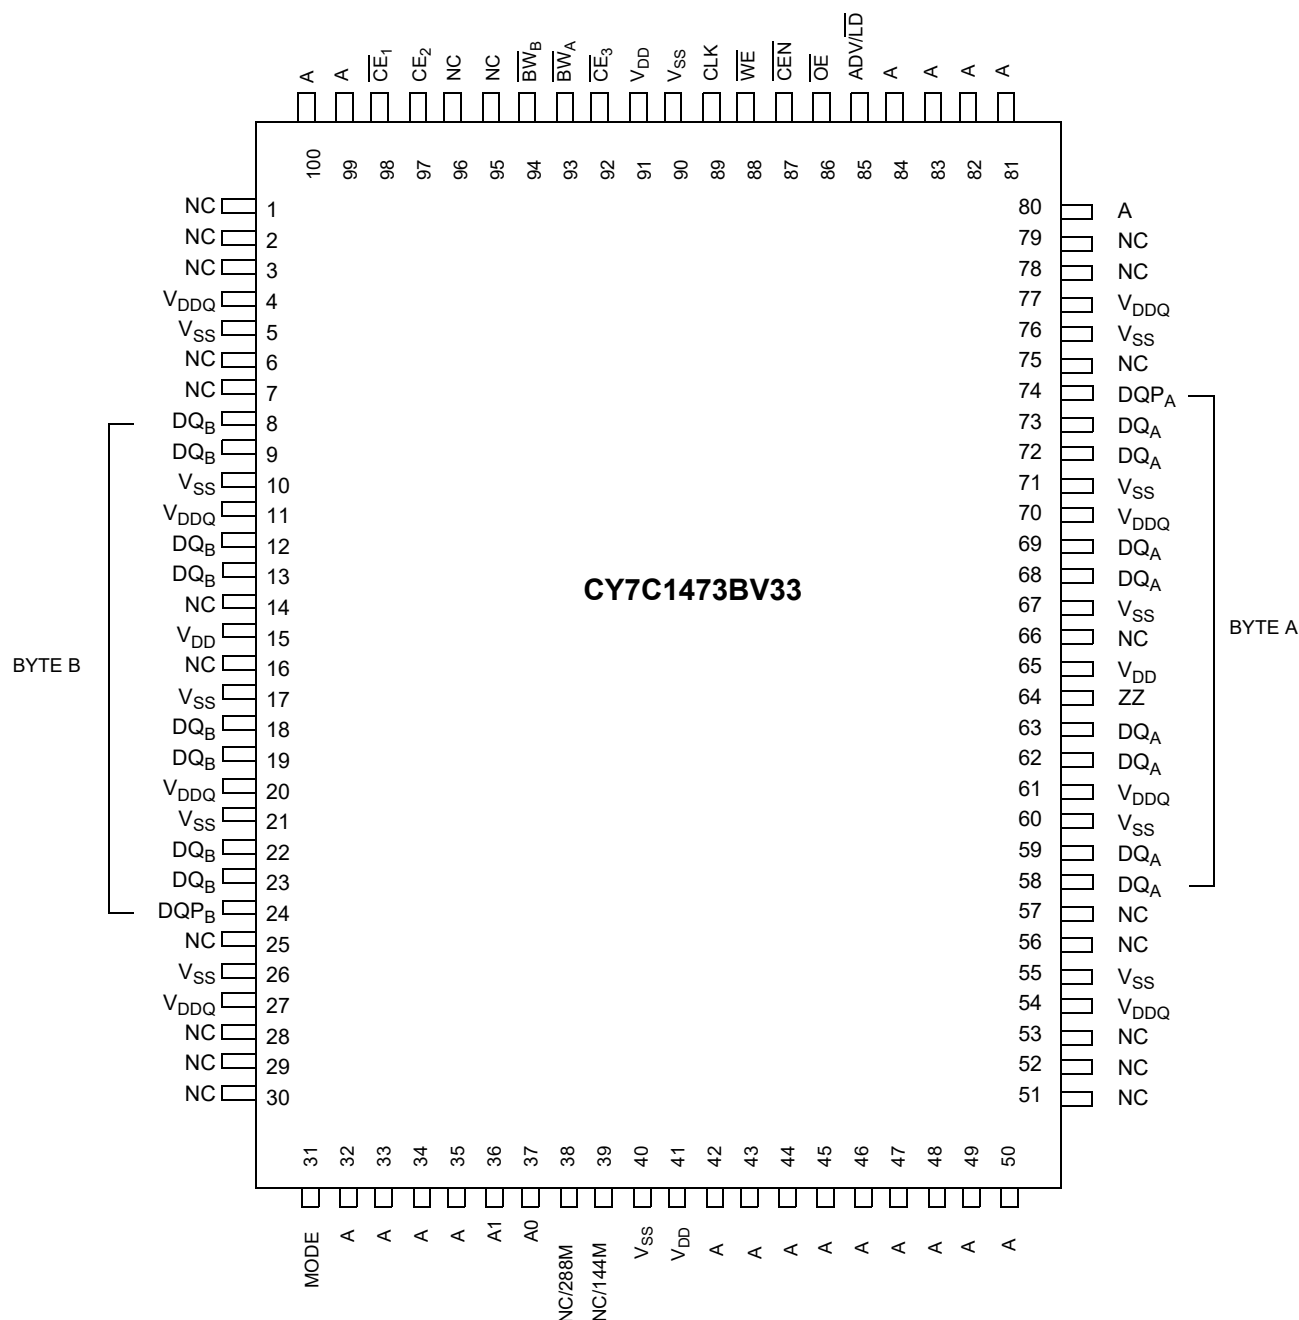 A A CE1 CE2 NC NC BWB BWA CE3 VDD VSS CLK WE CEN OE ADV/LD A A A A
100 99 98 97 96 95 94 93 92 91 90 89 88 87 86 85 84 83 82 81
NC 1 80 A
NC 2 79 NC
NC 3 78 NC
VDDQ 4 77 VDDQ
VSS 5 76 VSS
NC 6 75 NC
NC 7 74 DQPA
DQB 8 73 DQA
DQB 9 72 DQA
VSS 10 71 VSS
VDDQ 11 70 VDDQ
DQB 12 69 DQA
DQB 13 68 DQA
CY7C1473BV33
NC 14 67 VSS
VDD 15 66 NC
BYTE A
NC 16 65 VDD
BYTE B
VSS 17 64 ZZ
DQB 18 63 DQA
DQB 19 62 DQA
VDDQ 20 61 VDDQ
VSS 21 60 VSS
DQB 22 59 DQA
DQB 23 58 DQA
DQPB 24 57 NC
NC 25 56 NC
VSS 26 55 VSS
VDDQ 27 54 VDDQ
NC 28 53 NC
NC 29 52 NC
NC 30 51 NC
31 32 33 34 35 36 37 38 39 40 41 42 43 44 45 46 47 48 49 50
MODE A A A A A1 A0 NC/288M NC/144M VSS VDD A A A A A A A A A